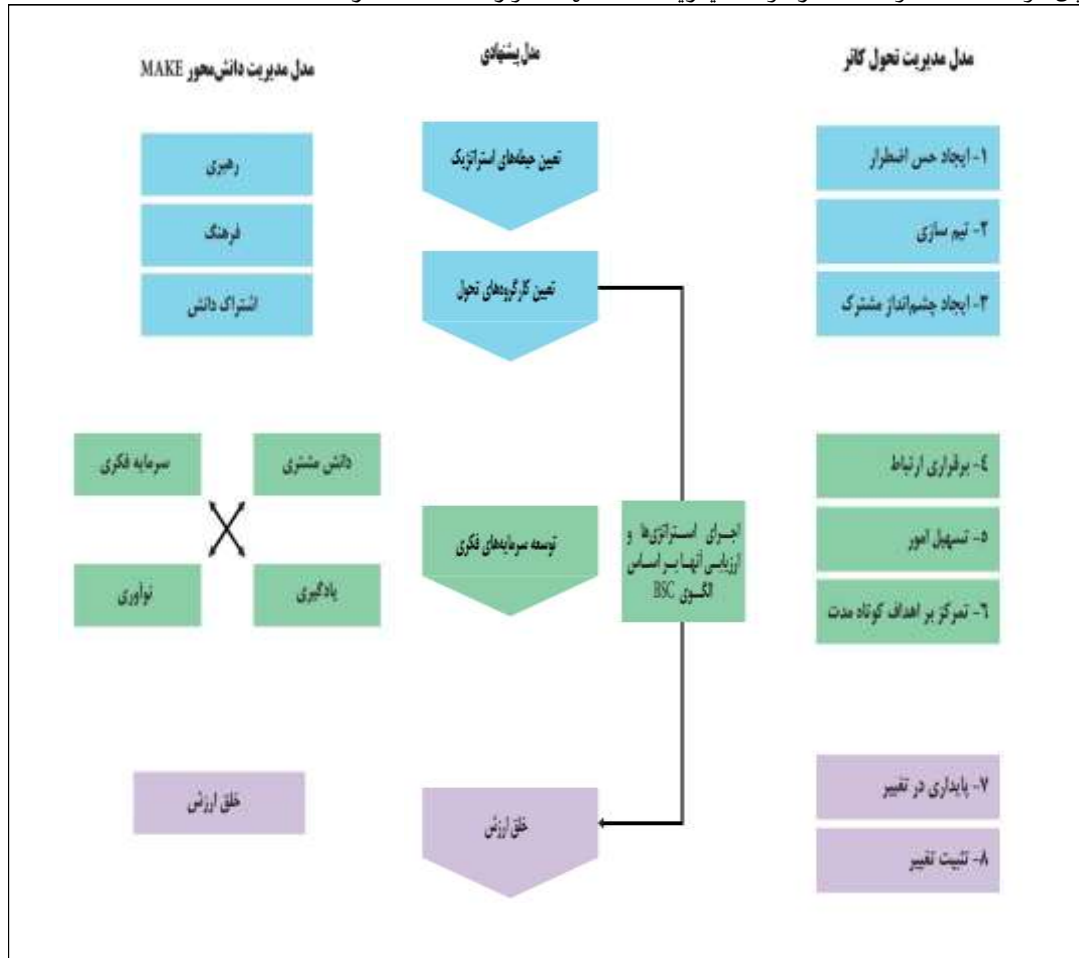 مدل مدیریت تحول کاتر
۱- ایجاد حس اضطرار
۲- تیم سازی
۳- ایجاد چشم‌انداز مشترک
۴- برقراری ارتباط
۵- تسهیل امور
۶- تمرکز بر اهداف کوتاه مدت
۷- پایداری در تغییر
۸- تثبیت تغییر
مدل پیشنهادی
تعیین حیطه‌های استراتژیک
تعیین کارگروه‌های تحول
اجرای استراتژی‌ها و
ارزیابی آنها بر اساس
الگوی BSC
توسعه سرمایه‌های فکری
خلق ارزش
مدل مدیریت دانش‌محور MAKE
رهبری
فرهنگ
اشتراک دانش
دانش مشتری
سرمایه فکری
یادگیری
نوآوری
خلق ارزش